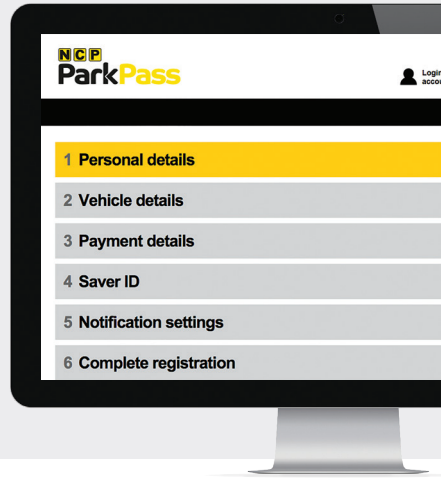 NCP
ParkPass
Login
1 Personal details
2 Vehicle details
3 Payment details
4 Saver ID
5 Notification settings
6 Complete registration